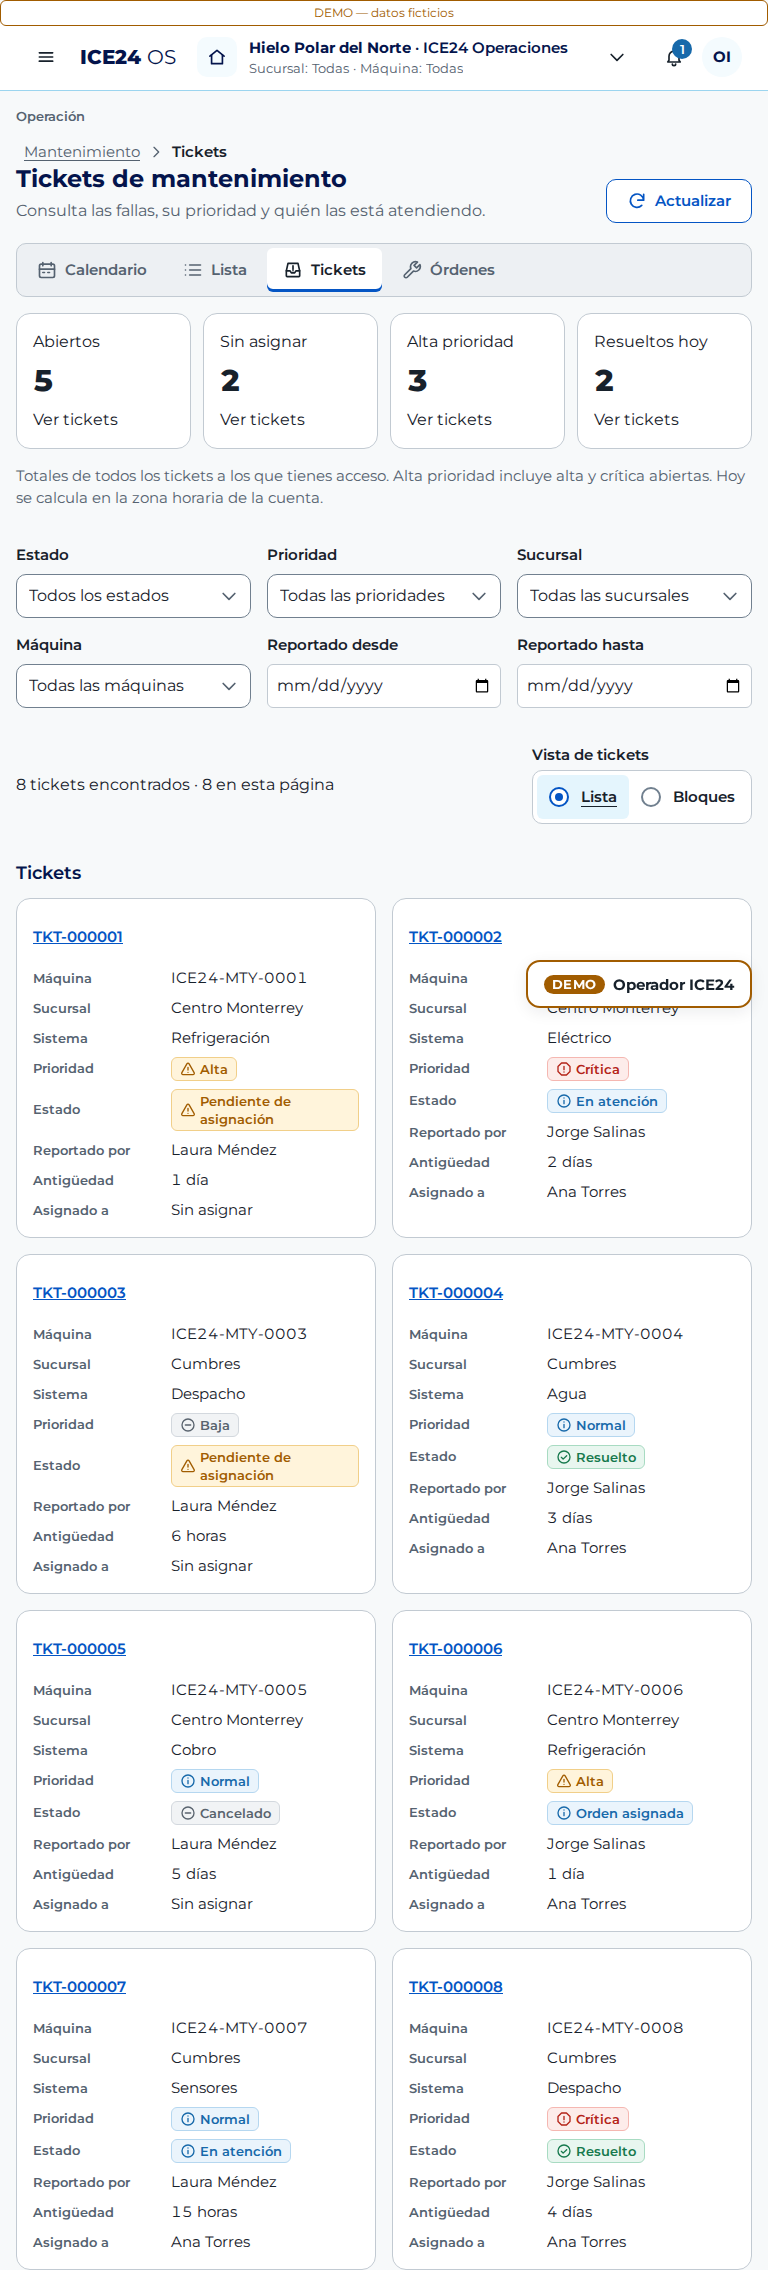 DEMO — datos ficticios
ICE24 OS
Hielo Polar del Norte · ICE24 Operaciones
Sucursal: Todas · Máquina: Todas
1
OI
Operación
Mantenimiento > Tickets
Tickets de mantenimiento
Consulta las fallas, su prioridad y quién las está atendiendo.
Actualizar
Calendario Lista Tickets Órdenes
Abiertos
5
Ver tickets
Sin asignar
2
Ver tickets
Alta prioridad
3
Ver tickets
Resueltos hoy
2
Ver tickets
Totales de todos los tickets a los que tienes acceso. Alta prioridad incluye alta y crítica abiertas. Hoy
se calcula en la zona horaria de la cuenta.
Estado
Todos los estados
Prioridad
Todas las prioridades
Sucursal
Todas las sucursales
Máquina
Todas las máquinas
Reportado desde
mm/dd/yyyy
Reportado hasta
mm/dd/yyyy
8 tickets encontrados · 8 en esta página
Vista de tickets
Lista Bloques
Tickets
TKT-000001
Máquina ICE24-MTY-0001
Sucursal Centro Monterrey
Sistema Refrigeración
Prioridad Alta
Estado Pendiente de
asignación
Reportado por Laura Méndez
Antigüedad 1 día
Asignado a Sin asignar
TKT-000002
Máquina
DEMO Operador ICE24
Sucursal Centro Monterrey
Sistema Eléctrico
Prioridad Crítica
Estado En atención
Reportado por Jorge Salinas
Antigüedad 2 días
Asignado a Ana Torres
TKT-000003
Máquina ICE24-MTY-0003
Sucursal Cumbres
Sistema Despacho
Prioridad Baja
Estado Pendiente de
asignación
Reportado por Laura Méndez
Antigüedad 6 horas
Asignado a Sin asignar
TKT-000004
Máquina ICE24-MTY-0004
Sucursal Cumbres
Sistema Agua
Prioridad Normal
Estado Resuelto
Reportado por Jorge Salinas
Antigüedad 3 días
Asignado a Ana Torres
TKT-000005
Máquina ICE24-MTY-0005
Sucursal Centro Monterrey
Sistema Cobro
Prioridad Normal
Estado Cancelado
Reportado por Laura Méndez
Antigüedad 5 días
Asignado a Sin asignar
TKT-000006
Máquina ICE24-MTY-0006
Sucursal Centro Monterrey
Sistema Refrigeración
Prioridad Alta
Estado Orden asignada
Reportado por Jorge Salinas
Antigüedad 1 día
Asignado a Ana Torres
TKT-000007
Máquina ICE24-MTY-0007
Sucursal Cumbres
Sistema Sensores
Prioridad Normal
Estado En atención
Reportado por Laura Méndez
Antigüedad 15 horas
Asignado a Ana Torres
TKT-000008
Máquina ICE24-MTY-0008
Sucursal Cumbres
Sistema Despacho
Prioridad Crítica
Estado Resuelto
Reportado por Jorge Salinas
Antigüedad 4 días
Asignado a Ana Torres